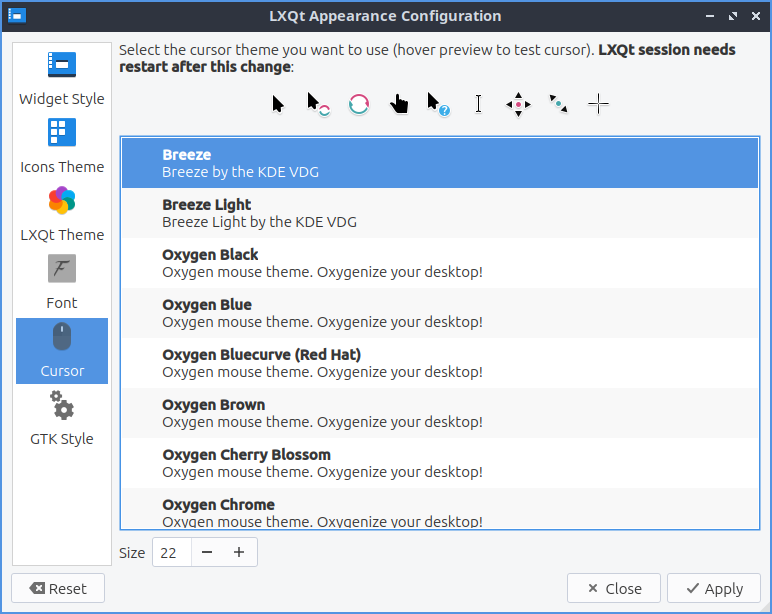 LXQt Appearance Configuration
Widget Style
Icons Theme
LXQt Theme
Font
Cursor
GTK Style
Select the cursor theme you want to use (hover preview to test cursor). LXQt session needs
restart after this change:
Breeze
Breeze by the KDE VDG
Breeze Light
Breeze Light by the KDE VDG
Oxygen Black
Oxygen mouse theme. Oxygenize your desktop!
Oxygen Blue
Oxygen mouse theme. Oxygenize your desktop!
Oxygen Bluecurve (Red Hat)
Oxygen mouse theme. Oxygenize your desktop!
Oxygen Brown
Oxygen mouse theme. Oxygenize your desktop!
Oxygen Cherry Blossom
Oxygen mouse theme. Oxygenize your desktop!
Oxygen Chrome
Oxygen mouse theme. Oxygenize your desktop!
Size 22 − +
Reset
Close
Apply